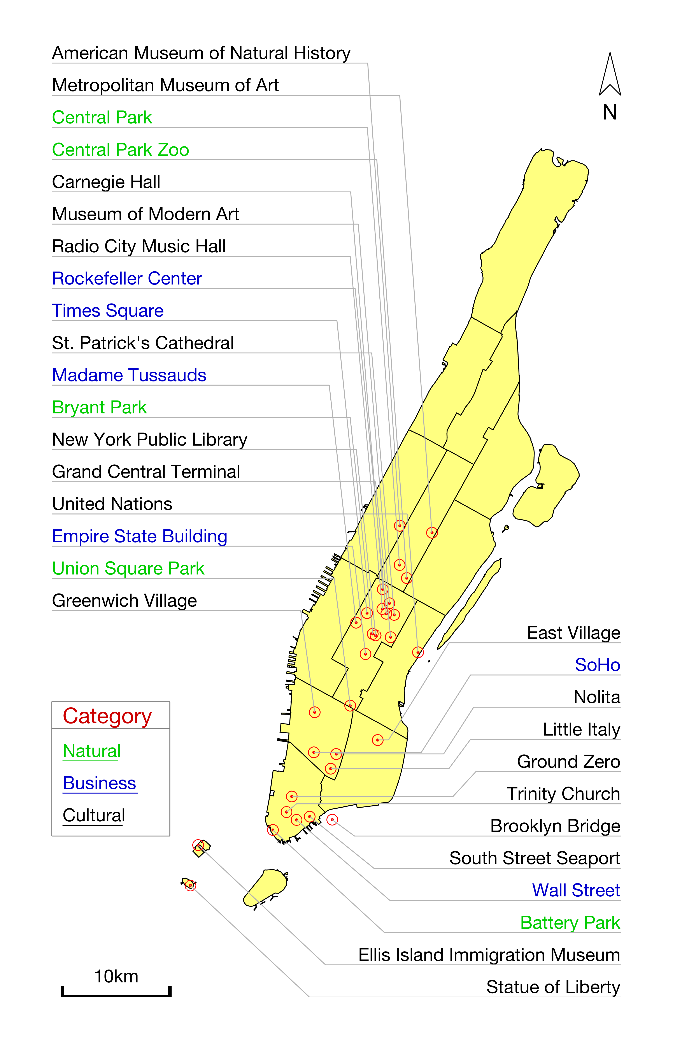 American Museum of Natural History
Metropolitan Museum of Art
Central Park
Central Park Zoo
Carnegie Hall
Museum of Modern Art
Radio City Music Hall
Rockefeller Center
Times Square
St. Patrick's Cathedral
Madame Tussauds
Bryant Park
New York Public Library
Grand Central Terminal
United Nations
Empire State Building
Union Square Park
Greenwich Village
N
East Village
SoHo
Nolita
Little Italy
Ground Zero
Trinity Church
Brooklyn Bridge
South Street Seaport
Wall Street
Battery Park
Ellis Island Immigration Museum
Statue of Liberty
Category
Natural
Business
Cultural
10km